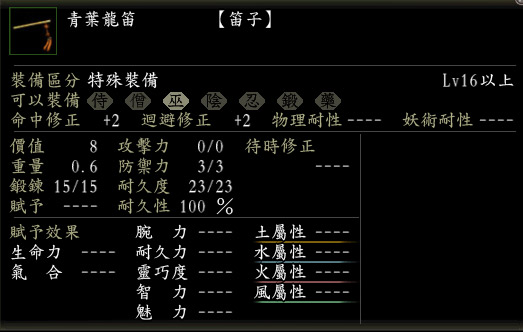 青葉龍笛 【笛子】
裝備區分 特殊裝備 Lv16以上
可以裝備 侍 僧 巫 陰 忍 鍛 藥
命中修正 +2 迴避修正 +2 物理耐性 ---- 妖術耐性 ----
價值 8 攻擊力 0/0 待時修正
重量 0.6 防禦力 3/3 ----
鍛鍊 15/15 耐久度 23/23
賦予 ---- 耐久性 100 %
賦予效果 腕 力 ---- 土屬性 ----
生命力 ---- 耐久力 ---- 水屬性 ----
氣 合 ---- 靈巧度 ---- 火屬性 ----
智 力 ---- 風屬性 ----
魅 力 ----